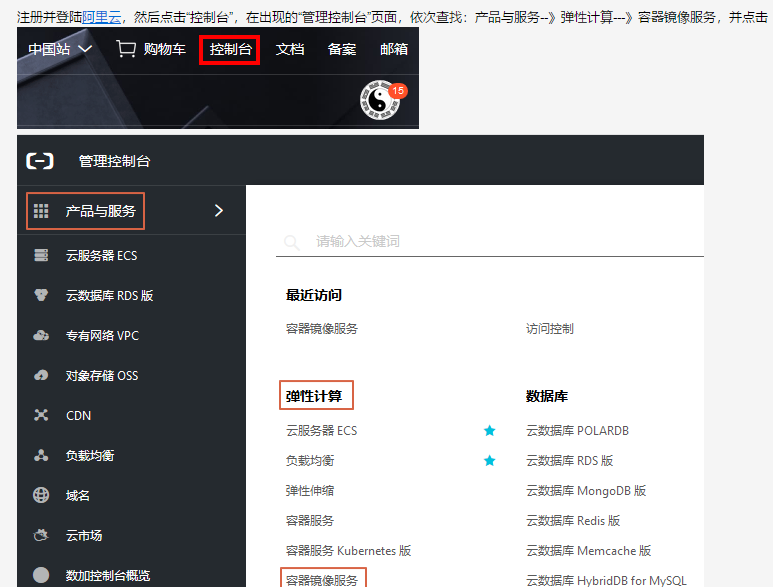 注册并登陆阿里云，然后点击“控制台”，在出现的“管理控制台”页面，依次查找：产品与服务--》弹性计算---》容器镜像服务，并点击
中国站 购物车 控制台 文档 备案 邮箱
15
管理控制台
产品与服务
请输入关键词
云服务器 ECS
云数据库 RDS 版
最近访问
容器镜像服务 访问控制
专有网络 VPC
对象存储 OSS
弹性计算 数据库
CDN
云服务器 ECS 云数据库 POLARDB
负载均衡
负载均衡 云数据库 RDS 版
域名
弹性伸缩 云数据库 MongoDB 版
容器服务 云数据库 Redis 版
云市场
容器服务 Kubernetes 版 云数据库 Memcache 版
数加控制台概览
容器镜像服务 云数据库 HybridDB for MySQL